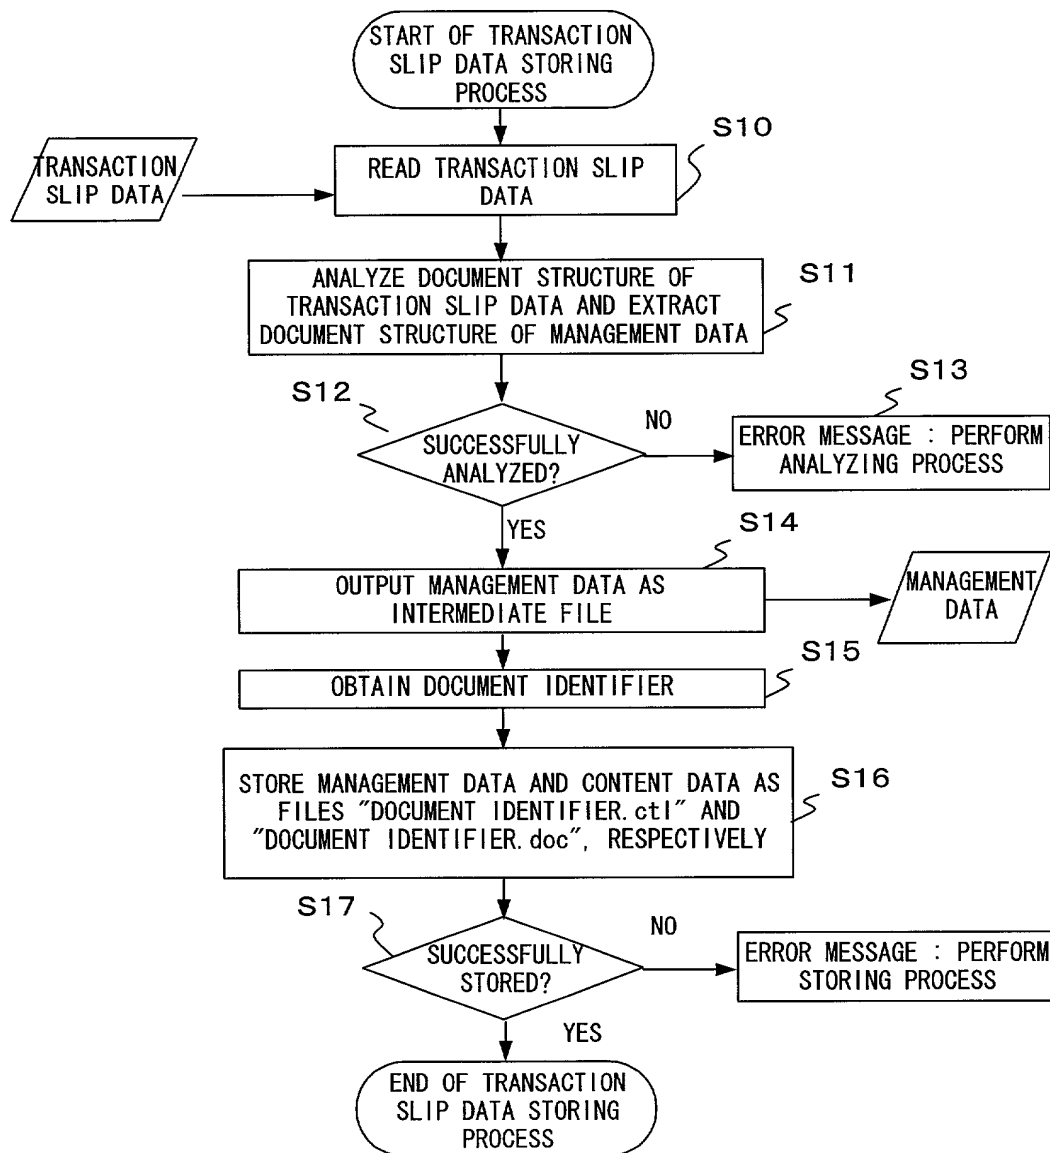 START OF TRANSACTION
SLIP DATA STORING
PROCESS
S10
TRANSACTION
SLIP DATA
READ TRANSACTION SLIP
DATA
S11
ANALYZE DOCUMENT STRUCTURE OF
TRANSACTION SLIP DATA AND EXTRACT
DOCUMENT STRUCTURE OF MANAGEMENT DATA
S12
SUCCESSFULLY
ANALYZED?
NO
S13
ERROR MESSAGE : PERFORM
ANALYZING PROCESS
YES
S14
OUTPUT MANAGEMENT DATA AS
INTERMEDIATE FILE
MANAGEMENT
DATA
S15
OBTAIN DOCUMENT IDENTIFIER
S16
STORE MANAGEMENT DATA AND CONTENT DATA AS
FILES "DOCUMENT IDENTIFIER.ctl" AND
"DOCUMENT IDENTIFIER.doc", RESPECTIVELY
S17
SUCCESSFULLY
STORED?
NO
ERROR MESSAGE : PERFORM
STORING PROCESS
YES
END OF TRANSACTION
SLIP DATA STORING
PROCESS